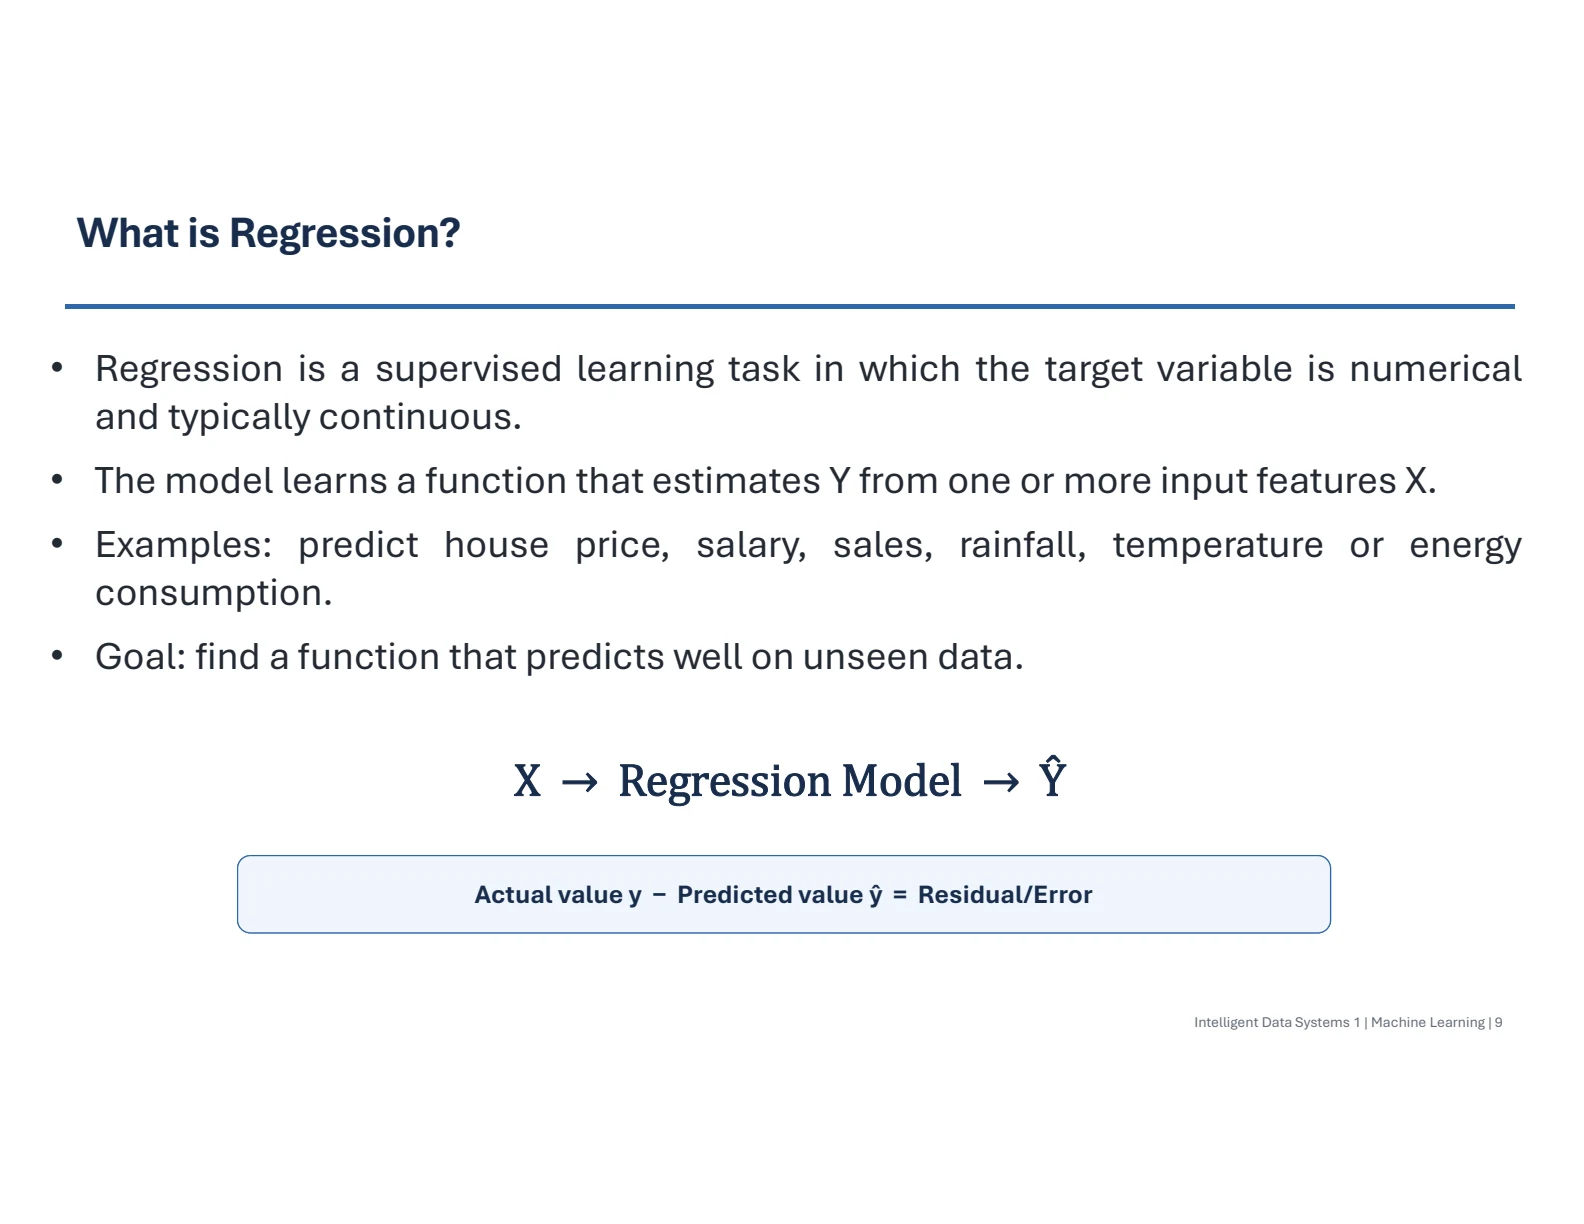 What is Regression?
• Regression is a supervised learning task in which the target variable is numerical
and typically continuous.
• The model learns a function that estimates Y from one or more input features X.
• Examples: predict house price, salary, sales, rainfall, temperature or energy
consumption.
• Goal: find a function that predicts well on unseen data.
X → Regression Model → Ŷ
Actual value y − Predicted value ŷ = Residual/Error
Intelligent Data Systems 1 | Machine Learning | 9